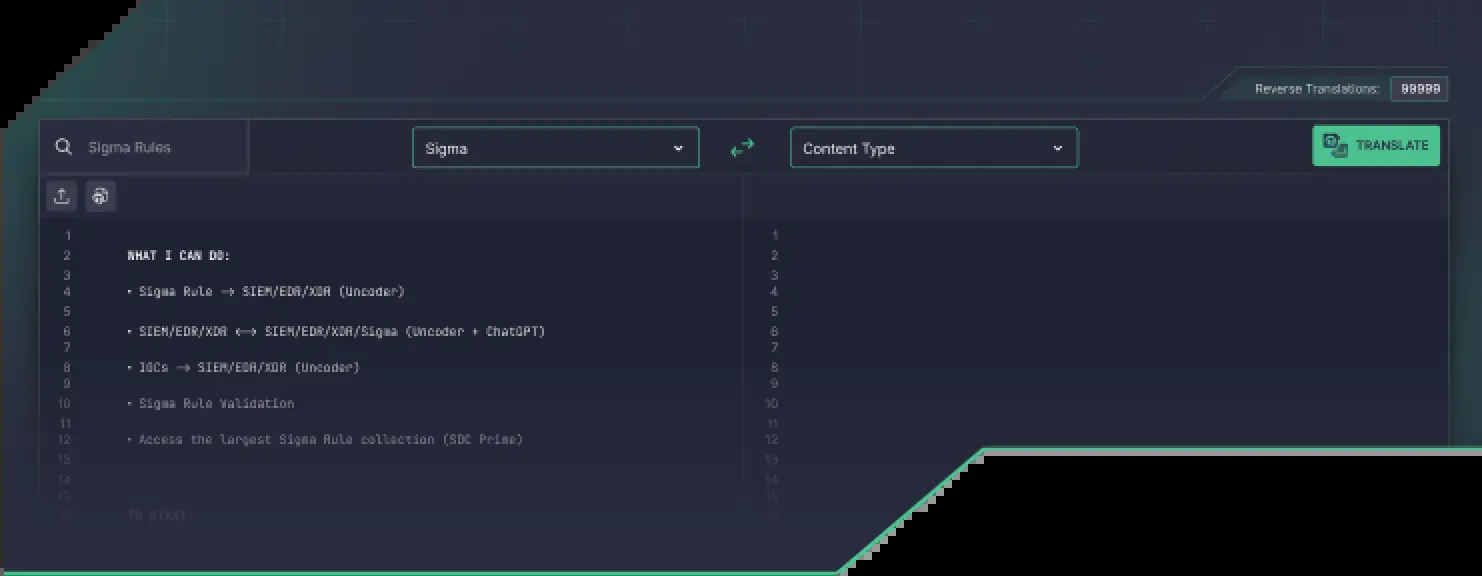 Reverse Translations: 99999
Sigma Rules
Sigma
Content Type
TRANSLATE
1
2 WHAT I CAN DO:
3
4 • Sigma Rule → SIEM/EDR/XDR (Uncoder)
5
6 • SIEM/EDR/XDR <—> SIEM/EDR/XDR/Sigma (Uncoder + ChatGPT)
7
8 • IOCs → SIEM/EDR/XDR (Uncoder)
9
10 • Sigma Rule Validation
11
12 • Access the largest Sigma Rule collection (SOC Prime)
13
14
15
16 TO START:
1
2
3
4
5
6
7
8
9
10
11
12
13
14
15